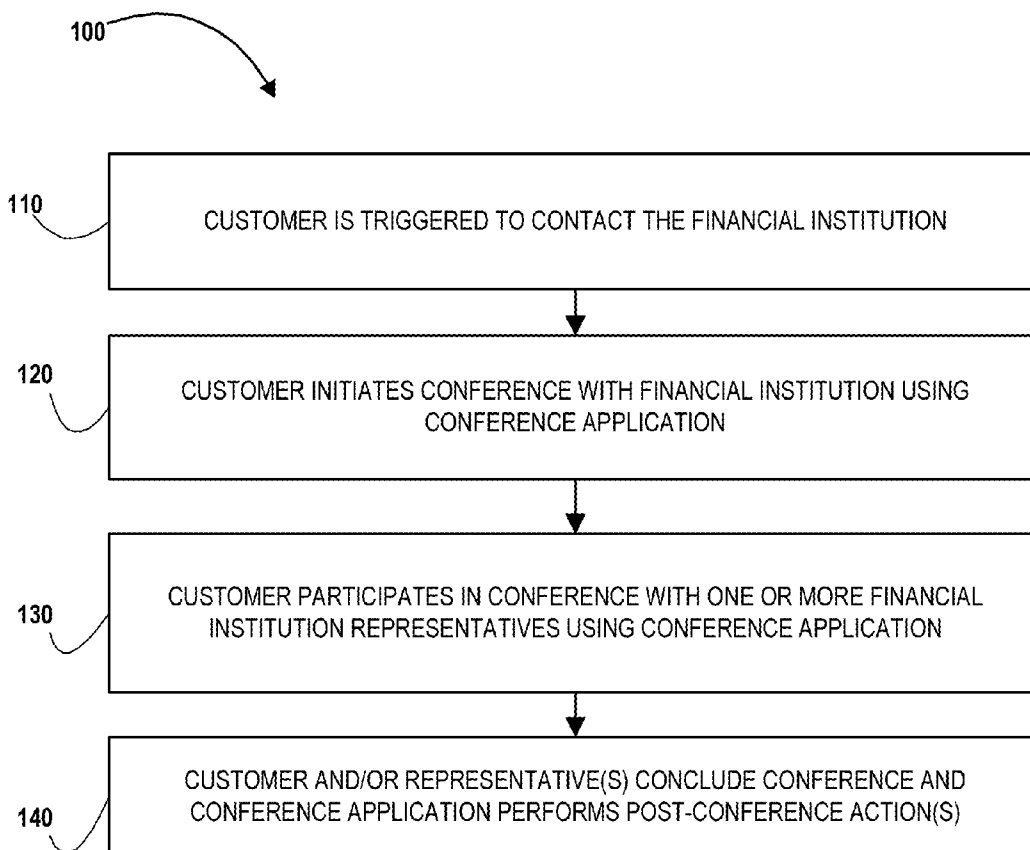 100
110
CUSTOMER IS TRIGGERED TO CONTACT THE FINANCIAL INSTITUTION
120
CUSTOMER INITIATES CONFERENCE WITH FINANCIAL INSTITUTION USING
CONFERENCE APPLICATION
130
CUSTOMER PARTICIPATES IN CONFERENCE WITH ONE OR MORE FINANCIAL
INSTITUTION REPRESENTATIVES USING CONFERENCE APPLICATION
140
CUSTOMER AND/OR REPRESENTATIVE(S) CONCLUDE CONFERENCE AND
CONFERENCE APPLICATION PERFORMS POST-CONFERENCE ACTION(S)